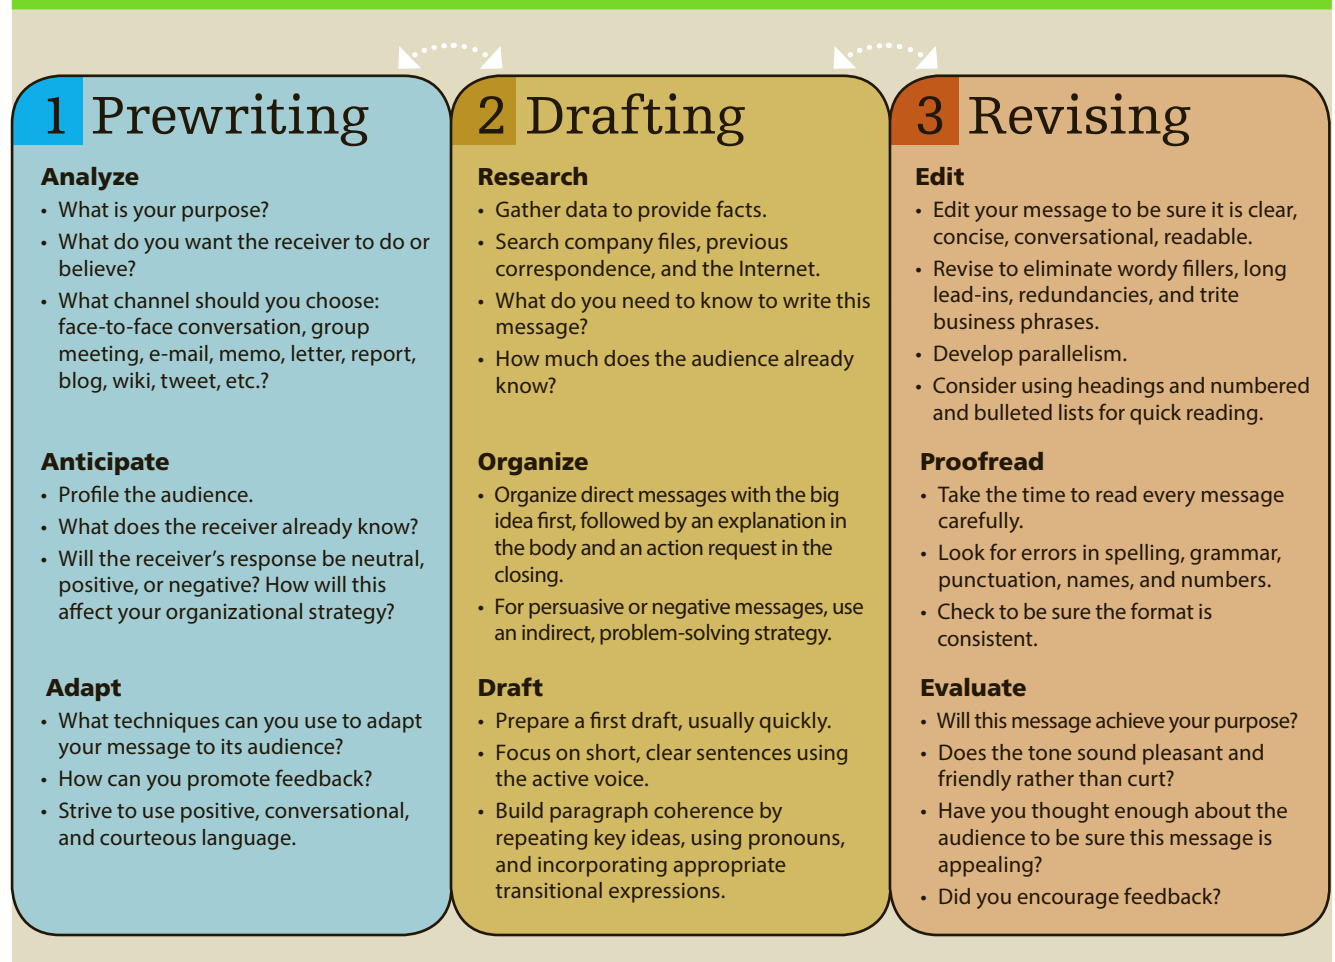 1 Prewriting
Analyze
• What is your purpose?
• What do you want the receiver to do or
believe?
• What channel should you choose:
face-to-face conversation, group
meeting, e-mail, memo, letter, report,
blog, wiki, tweet, etc.?
Anticipate
• Profile the audience.
• What does the receiver already know?
• Will the receiver's response be neutral,
positive, or negative? How will this
affect your organizational strategy?
Adapt
• What techniques can you use to adapt
your message to its audience?
• How can you promote feedback?
• Strive to use positive, conversational,
and courteous language.
2 Drafting
Research
• Gather data to provide facts.
• Search company files, previous
correspondence, and the Internet.
• What do you need to know to write this
message?
• How much does the audience already
know?
Organize
• Organize direct messages with the big
idea first, followed by an explanation in
the body and an action request in the
closing.
• For persuasive or negative messages, use
an indirect, problem-solving strategy.
Draft
• Prepare a first draft, usually quickly.
• Focus on short, clear sentences using
the active voice.
• Build paragraph coherence by
repeating key ideas, using pronouns,
and incorporating appropriate
transitional expressions.
3 Revising
Edit
• Edit your message to be sure it is clear,
concise, conversational, readable.
• Revise to eliminate wordy fillers, long
lead-ins, redundancies, and trite
business phrases.
• Develop parallelism.
• Consider using headings and numbered
and bulleted lists for quick reading.
Proofread
• Take the time to read every message
carefully.
• Look for errors in spelling, grammar,
punctuation, names, and numbers.
• Check to be sure the format is
consistent.
Evaluate
• Will this message achieve your purpose?
• Does the tone sound pleasant and
friendly rather than curt?
• Have you thought enough about the
audience to be sure this message is
appealing?
• Did you encourage feedback?